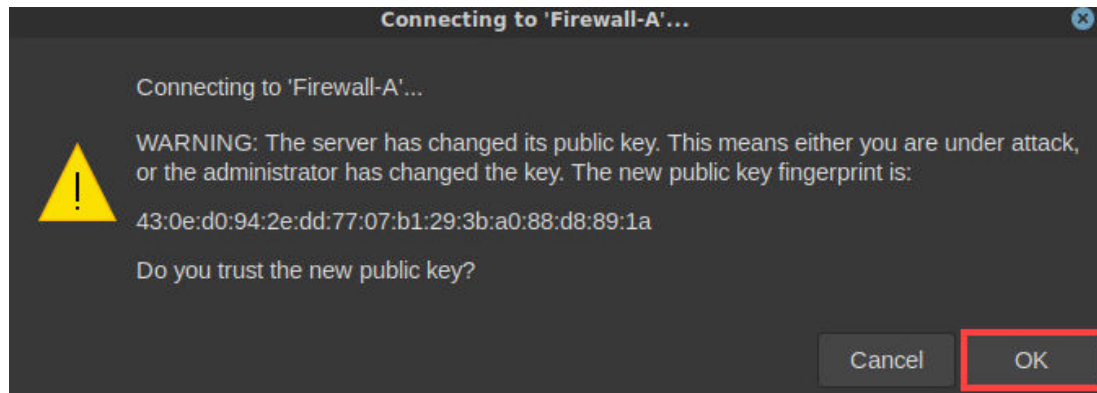 Connecting to 'Firewall-A'...
Connecting to 'Firewall-A'...
WARNING: The server has changed its public key. This means either you are under attack,
or the administrator has changed the key. The new public key fingerprint is:
43:0e:d0:94:2e:dd:77:07:b1:29:3b:a0:88:d8:89:1a
Do you trust the new public key?
Cancel OK